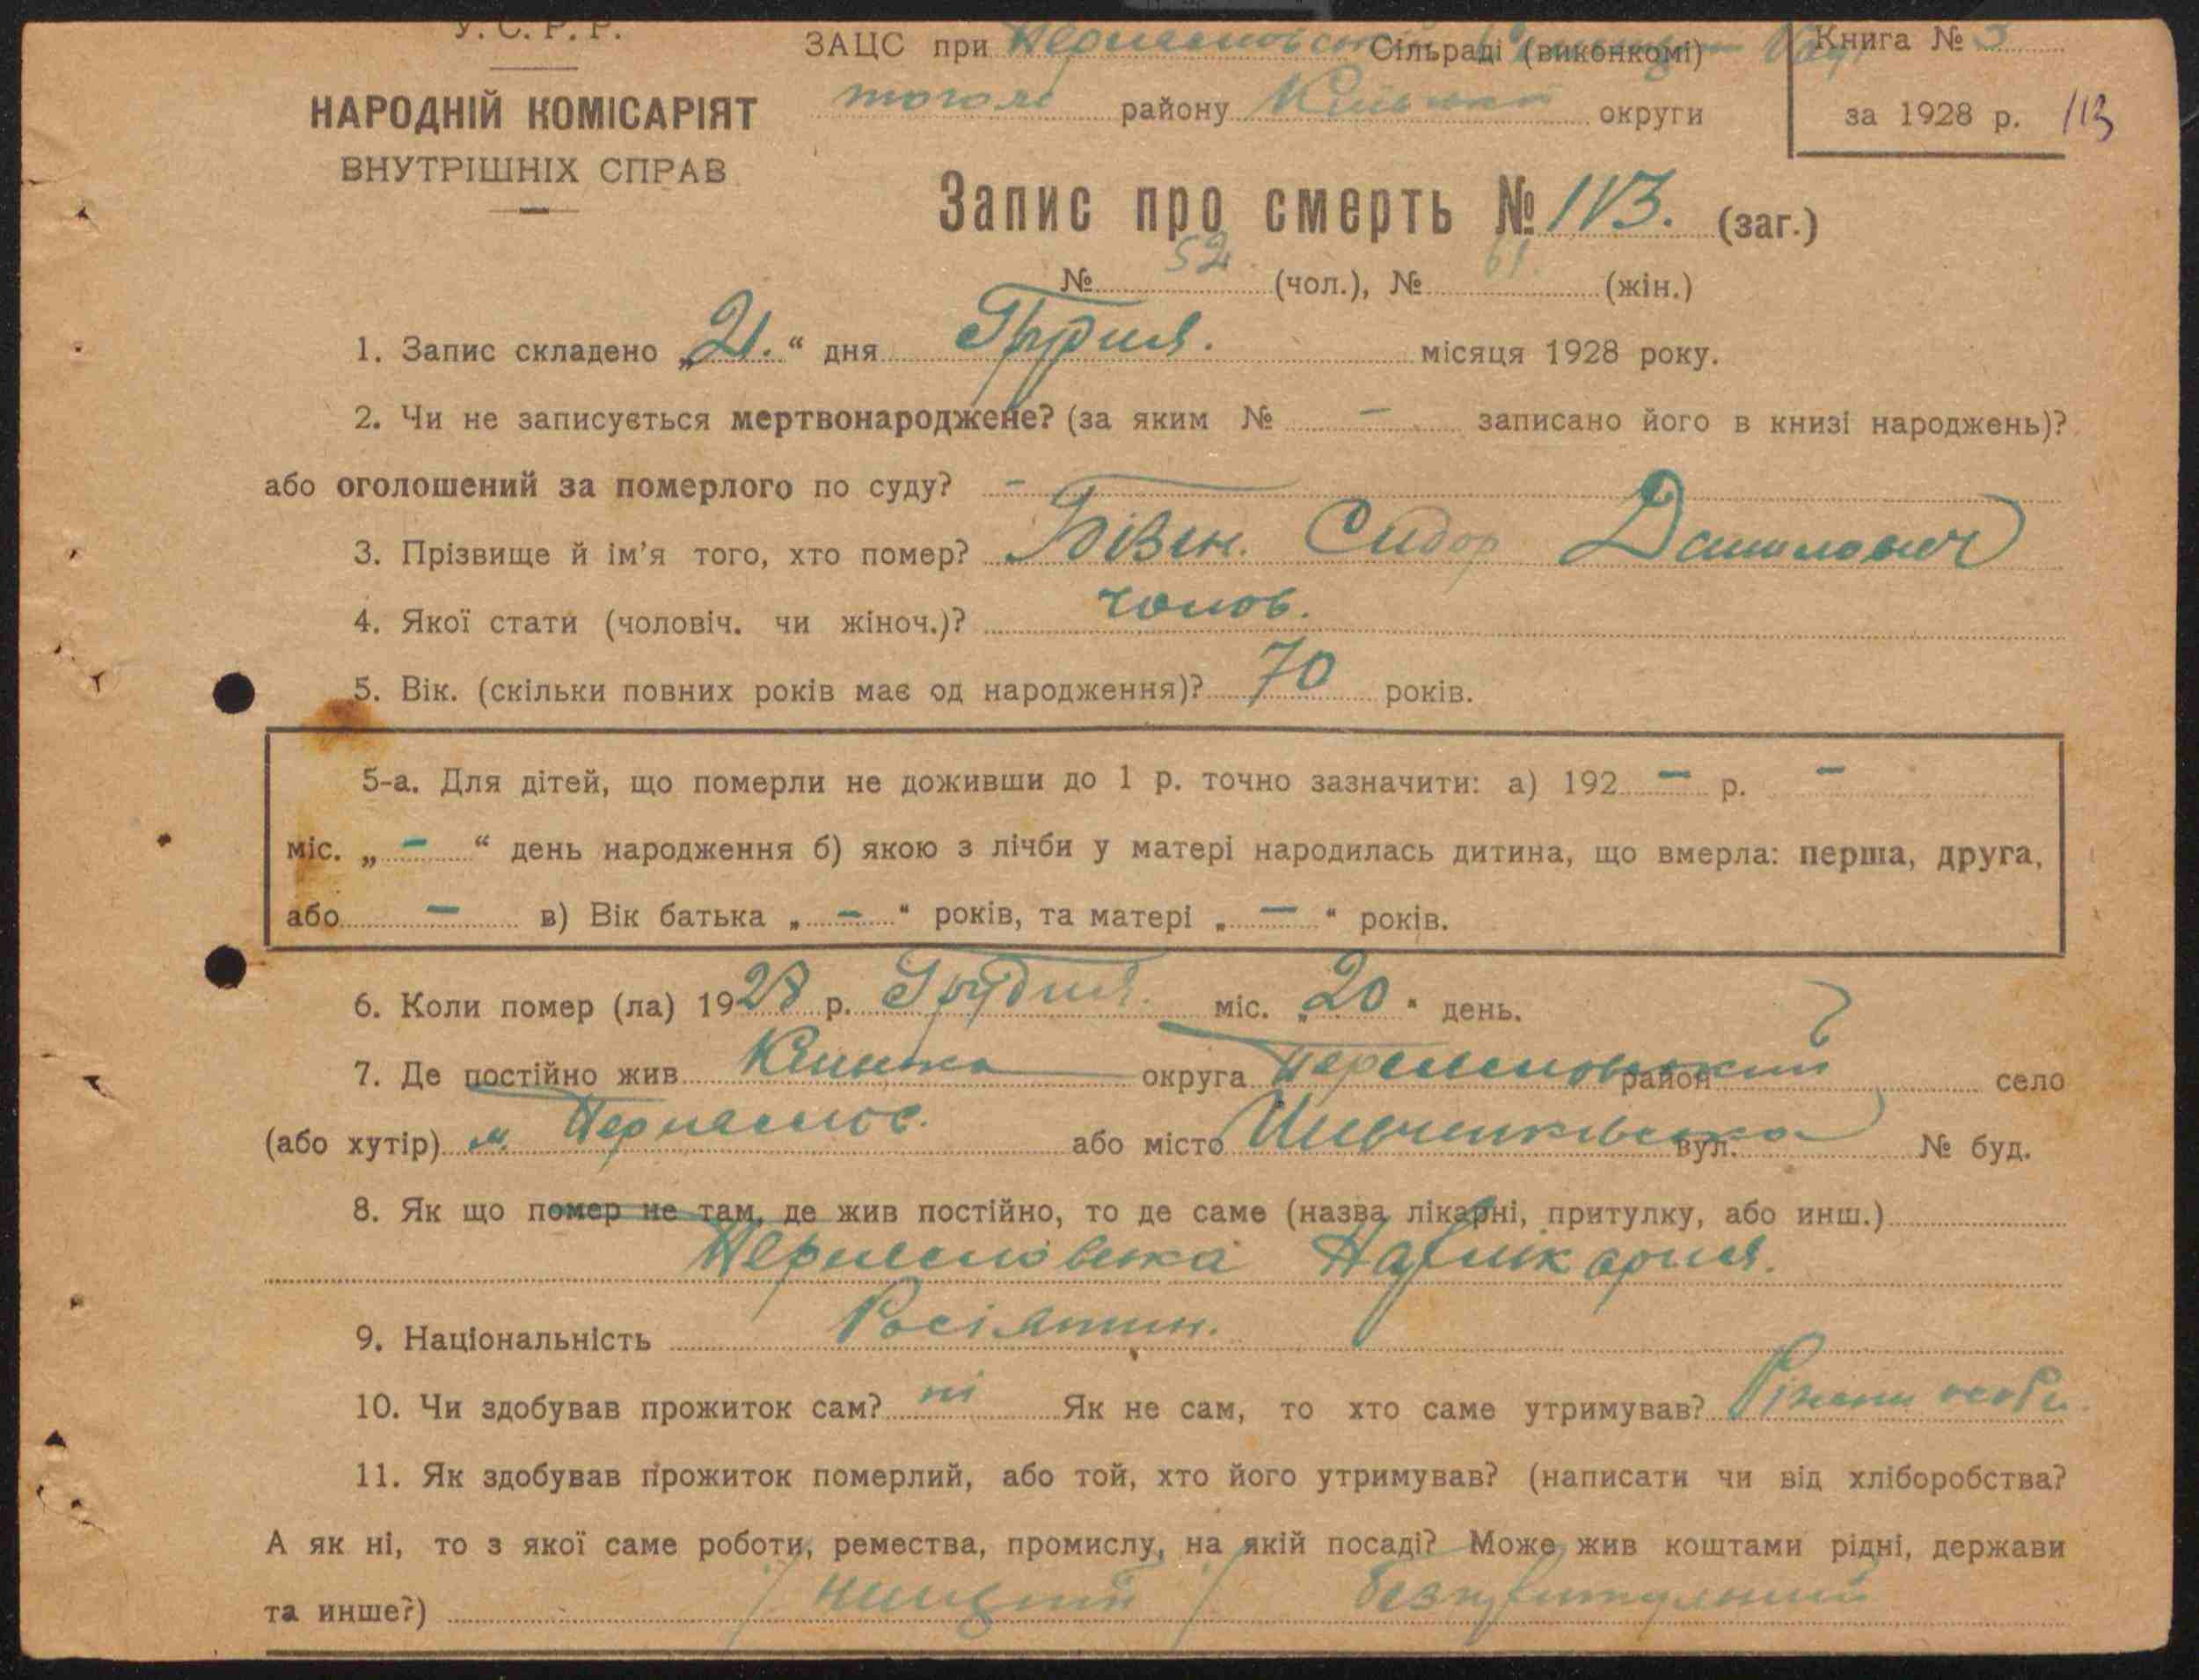 У. С. Р. Р.
НАРОДНІЙ КОМІСАРІЯТ
ВНУТРІШНІХ СПРАВ
ЗАЦС при Сільраді (виконкомі)
району округи
Книга № 3
за 1928 р. 113
Запис про смерть № 113. (заг.)
№ 52 (чол.), № 61. (жін.)
1. Запис складено „21.“ дня Грудня. місяця 1928 року.
2. Чи не записується мертвонароджене? (за яким № – записано його в книзі народжень)?
або оголошений за померлого по суду? –
3. Прізвище й ім'я того, хто помер? Сидор Данилович
4. Якої стати (чоловіч. чи жіноч.)? чолов.
5. Вік. (скільки повних років має од народження)? 70 років.
5-а. Для дітей, що померли не доживши до 1 р. точно зазначити: а) 192 – р. –
міс. „ – “ день народження б) якою з лічби у матері народилась дитина, що вмерла: перша, друга,
або – в) Вік батька „ – “ років, та матері „ – “ років.
6. Коли помер (ла) 1928 р. Грудня. міс. „20“ день.
7. Де постійно жив округа район село
(або хутір) м. або місто Шевченківська вул. № буд.
8. Як що помер не там, де жив постійно, то де саме (назва лікарні, притулку, або инш.)
9. Національність Росіянин.
10. Чи здобував прожиток сам? ні Як не сам, то хто саме утримував? Різнии особи.
11. Як здобував прожиток померлий, або той, хто його утримував? (написати чи від хліборобства?
А як ні, то з якої саме роботи, ремества, промислу, на якій посаді? Може жив коштами рідні, держави
та инше?)